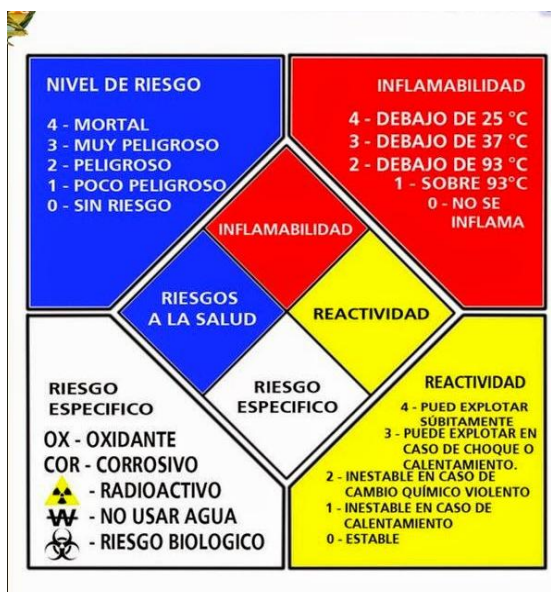 NIVEL DE RIESGO
4 - MORTAL
3 - MUY PELIGROSO
2 - PELIGROSO
1 - POCO PELIGROSO
0 - SIN RIESGO
INFLAMABILIDAD
4 - DEBAJO DE 25 °C
3 - DEBAJO DE 37 °C
2 - DEBAJO DE 93 °C
1 - SOBRE 93°C
0 - NO SE
INFLAMA
INFLAMABILIDAD
RIESGOS
A LA SALUD
REACTIVIDAD
RIESGO
ESPECIFICO
RIESGO
ESPECIFICO
OX - OXIDANTE
COR - CORROSIVO
- RADIOACTIVO
W - NO USAR AGUA
- RIESGO BIOLOGICO
REACTIVIDAD
4 - PUED EXPLOTAR
SÚBITAMENTE
3 - PUEDE EXPLOTAR EN
CASO DE CHOQUE O
CALENTAMIENTO.
2 - INESTABLE EN CASO DE
CAMBIO QUÍMICO VIOLENTO
1 - INESTABLE EN CASO DE
CALENTAMIENTO
0 - ESTABLE